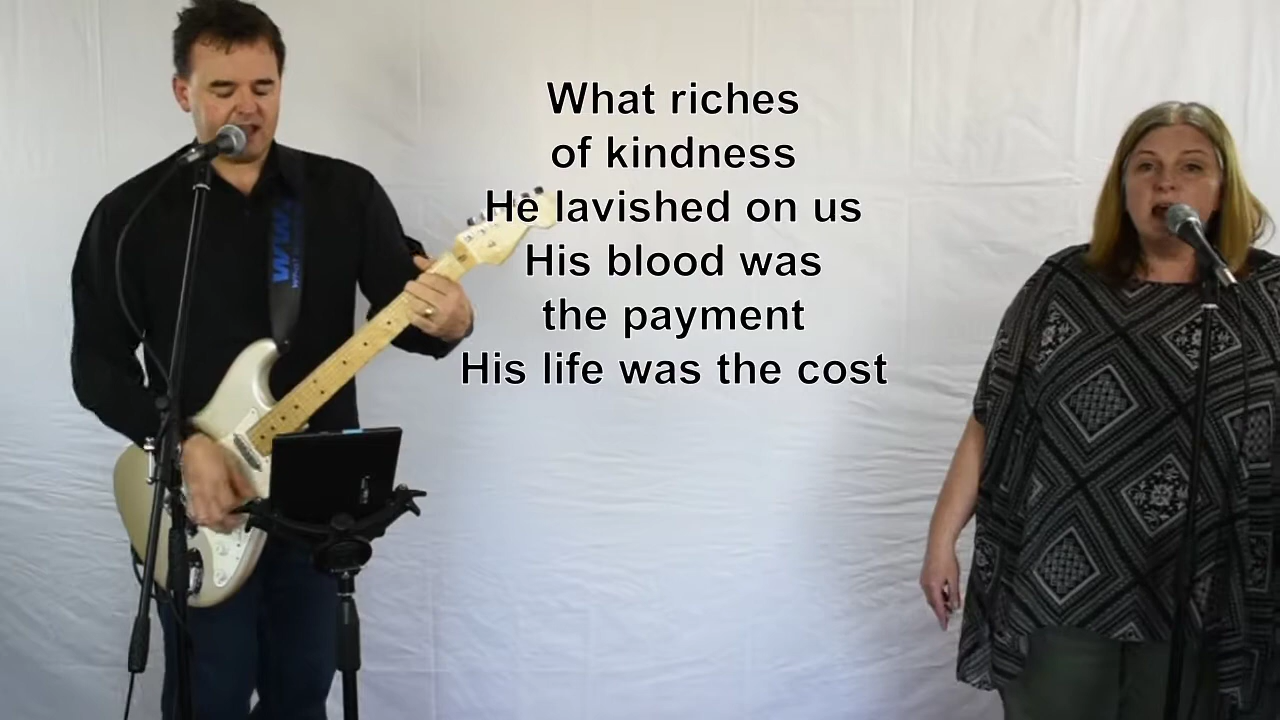 What riches
of kindness
He lavished on us
His blood was
the payment
His life was the cost